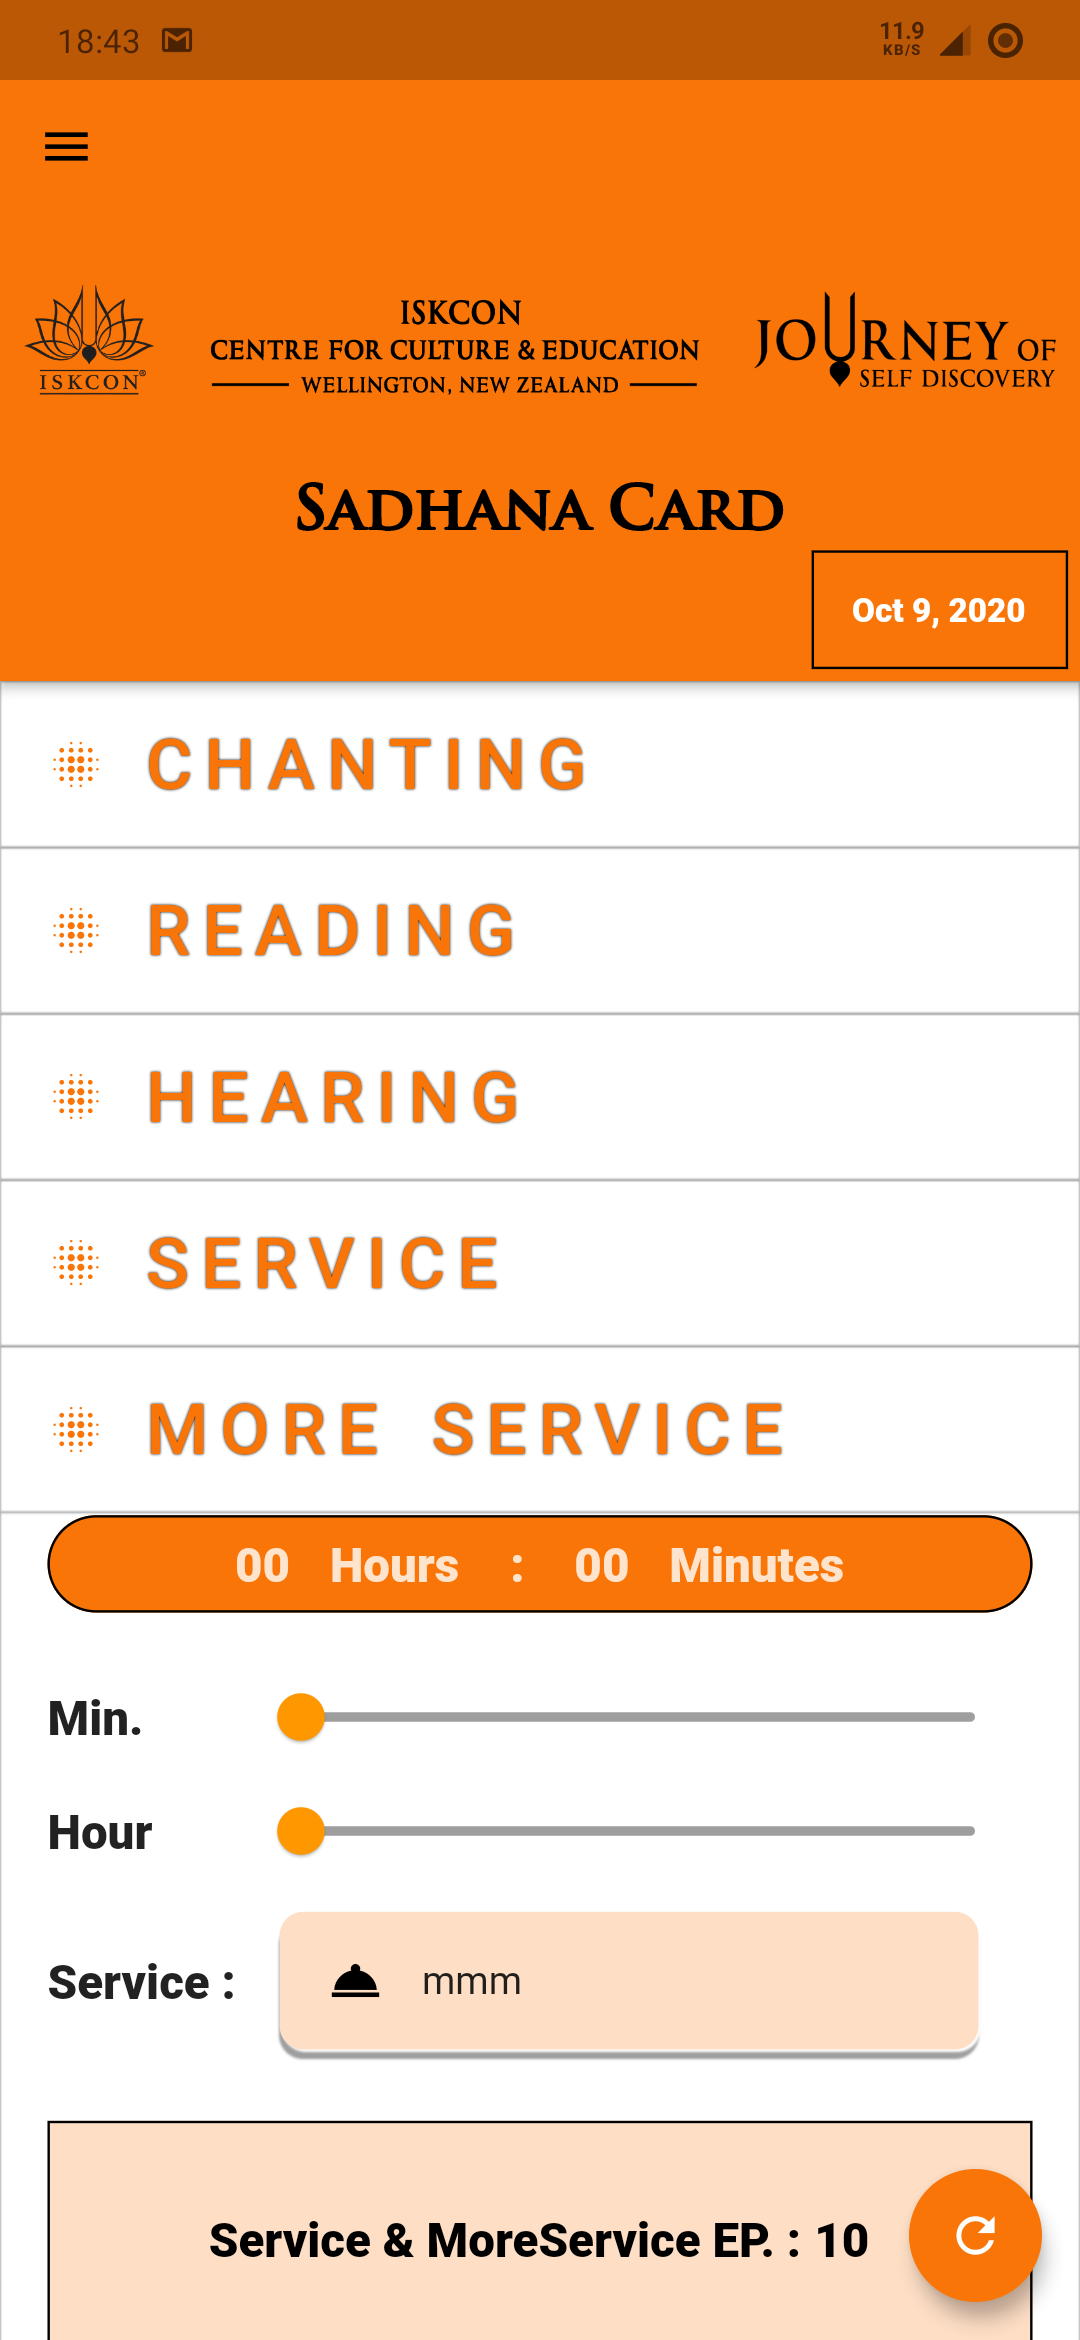 18:43
11.9
KB/S
ISKCON®
ISKCON
CENTRE FOR CULTURE & EDUCATION
WELLINGTON, NEW ZEALAND
JOURNEY OF
SELF DISCOVERY
SADHANA CARD
Oct 9, 2020
CHANTING
READING
HEARING
SERVICE
MORE SERVICE
00 Hours : 00 Minutes
Min.
Hour
Service :
mmm
Service & MoreService EP. : 10